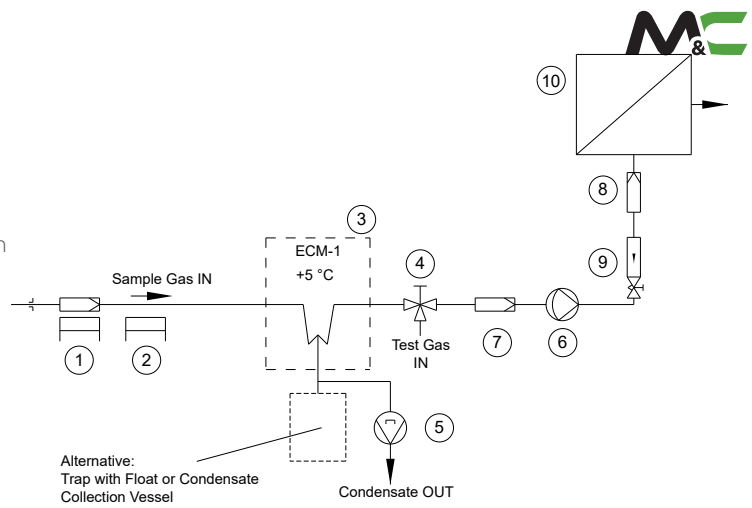 M&C
10
8
3
ECM-1
+5 °C
4
9
n
Sample Gas IN
Test Gas
IN
1
2
7
6
5
Alternative:
Trap with Float or Condensate
Collection Vessel
Condensate OUT